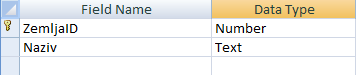 Field Name Data Type
ZemljaID Number
Naziv Text